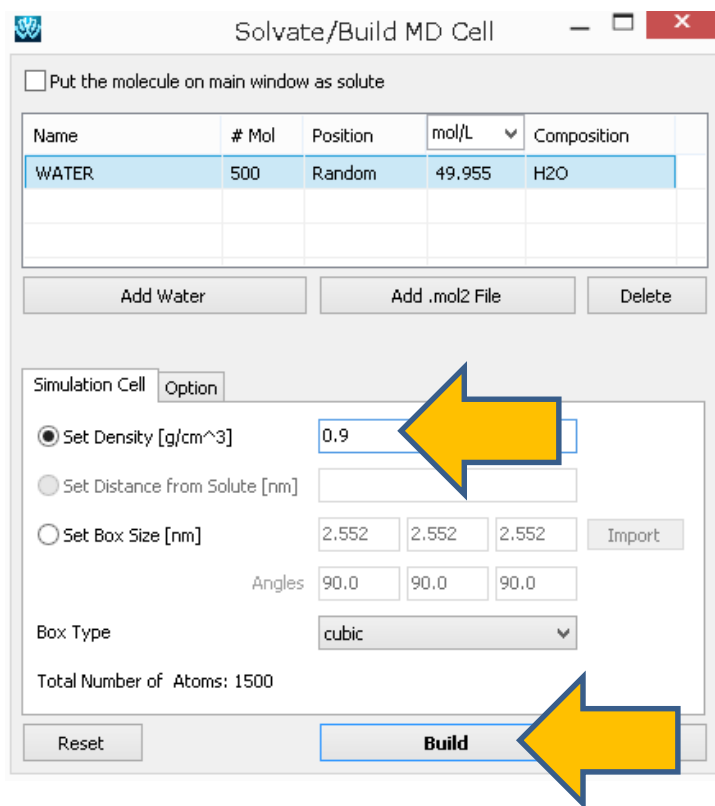 Solvate/Build MD Cell
Put the molecule on main window as solute
Name # Mol Position mol/L Composition
WATER 500 Random 49.955 H2O
Add Water Add .mol2 File Delete
Simulation Cell Option
Set Density [g/cm^3] 0.9
Set Distance from Solute [nm]
Set Box Size [nm] 2.552 2.552 2.552 Import
Angles 90.0 90.0 90.0
Box Type cubic
Total Number of Atoms: 1500
Reset Build